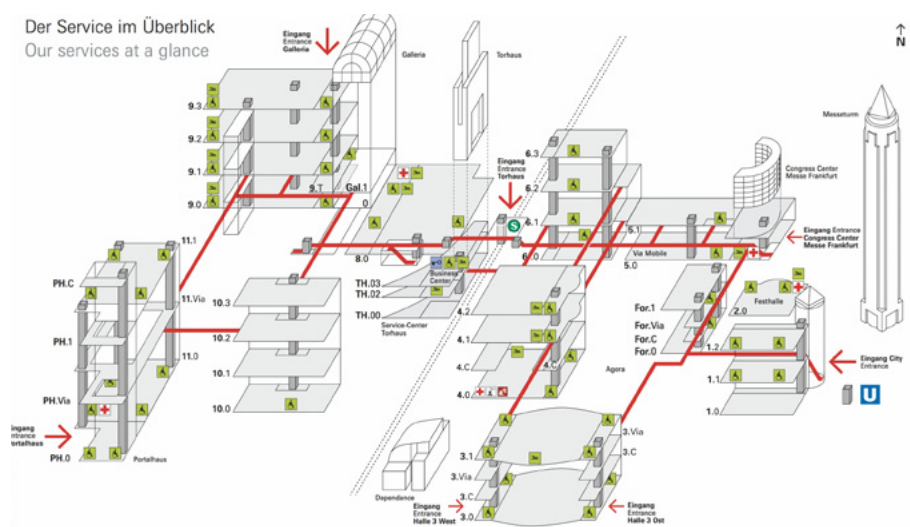 Der Service im Überblick
Our services at a glance
Eingang
Entrance
Galleria
Galleria
Torhaus
N
Messeturm
9.3
9.2
9.1
9.0
9.T
Gal.1
0
Eingang
Entrance
Torhaus
S
6.3
6.2
6.1
6.0
Congress Center
Messe Frankfurt
5.1
Via Mobile
5.0
Eingang Entrance
Congress Center
Messe Frankfurt
8.0
Business
Center
TH.03
TH.02
TH.00
Service-Center
Torhaus
11.1
11.Via
11.0
PH.C
PH.1
PH.Via
PH.0
Eingang
Entrance
Portalhaus
Portalhaus
10.3
10.2
10.1
10.0
4.2
4.1
4.C
4.C
4.0
For.1
For.Via
For.C
For.0
Agora
Festhalle
2.0
1.2
1.1
1.0
Eingang City
Entrance
U
Dependance
3.1
3.Via
3.C
3.0
3.Via
3.C
Eingang
Entrance
Halle 3 West
Eingang
Entrance
Halle 3 Ost